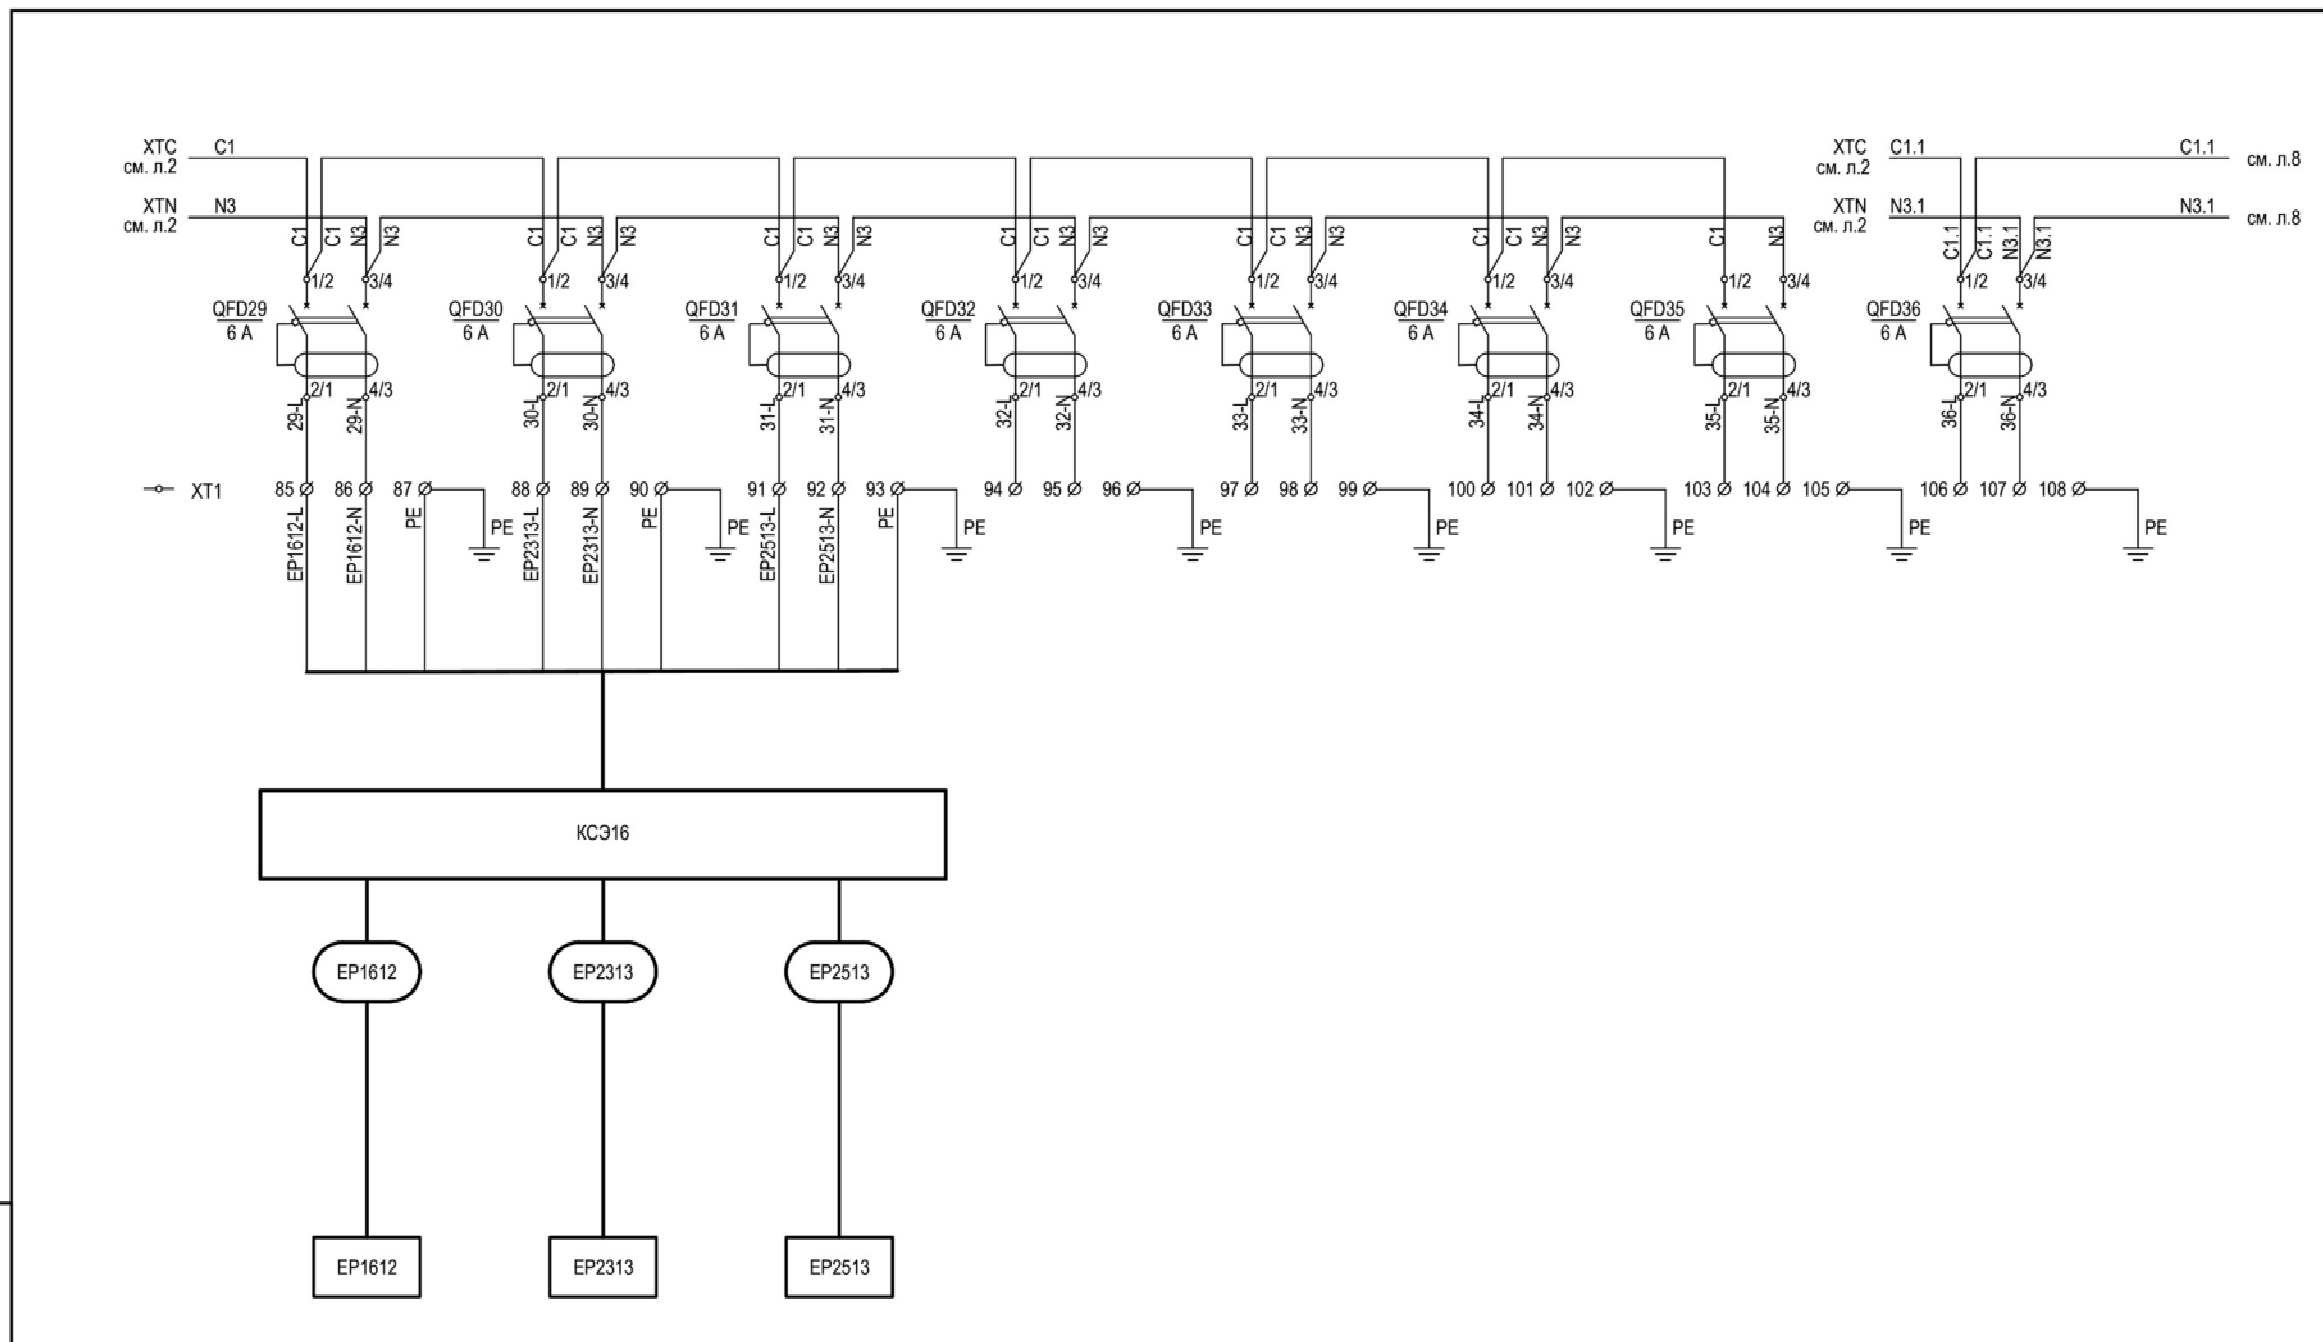 XTC C1 XTC C1.1 C1.1
см. л.2 см. л.2 см. л.8
XTN N3 XTN N3.1 N3.1
см. л.2 см. л.2 см. л.8
C1 C1 N3 N3 C1 C1 N3 N3 C1 C1 N3 N3 C1 C1 N3 N3 C1 C1 N3 N3 C1 C1 N3 N3 C1 N3 C1.1 C1.1 N3.1 N3.1
1/2 3/4 1/2 3/4 1/2 3/4 1/2 3/4 1/2 3/4 1/2 3/4 1/2 3/4 1/2 3/4
QFD29 QFD30 QFD31 QFD32 QFD33 QFD34 QFD35 QFD36
6 A 6 A 6 A 6 A 6 A 6 A 6 A 6 A
2/1 4/3 2/1 4/3 2/1 4/3 2/1 4/3 2/1 4/3 2/1 4/3 2/1 4/3 2/1 4/3
29-L 29-N 30-L 30-N 31-L 31-N 32-L 32-N 33-L 33-N 34-L 34-N 35-L 35-N 36-L 36-N
XT1 85 86 87 88 89 90 91 92 93 94 95 96 97 98 99 100 101 102 103 104 105 106 107 108
EP1612-L EP1612-N PE PE EP2313-L EP2313-N PE PE EP2513-L EP2513-N PE PE PE PE PE PE PE
КСЭ16
EP1612 EP2313 EP2513
EP1612 EP2313 EP2513